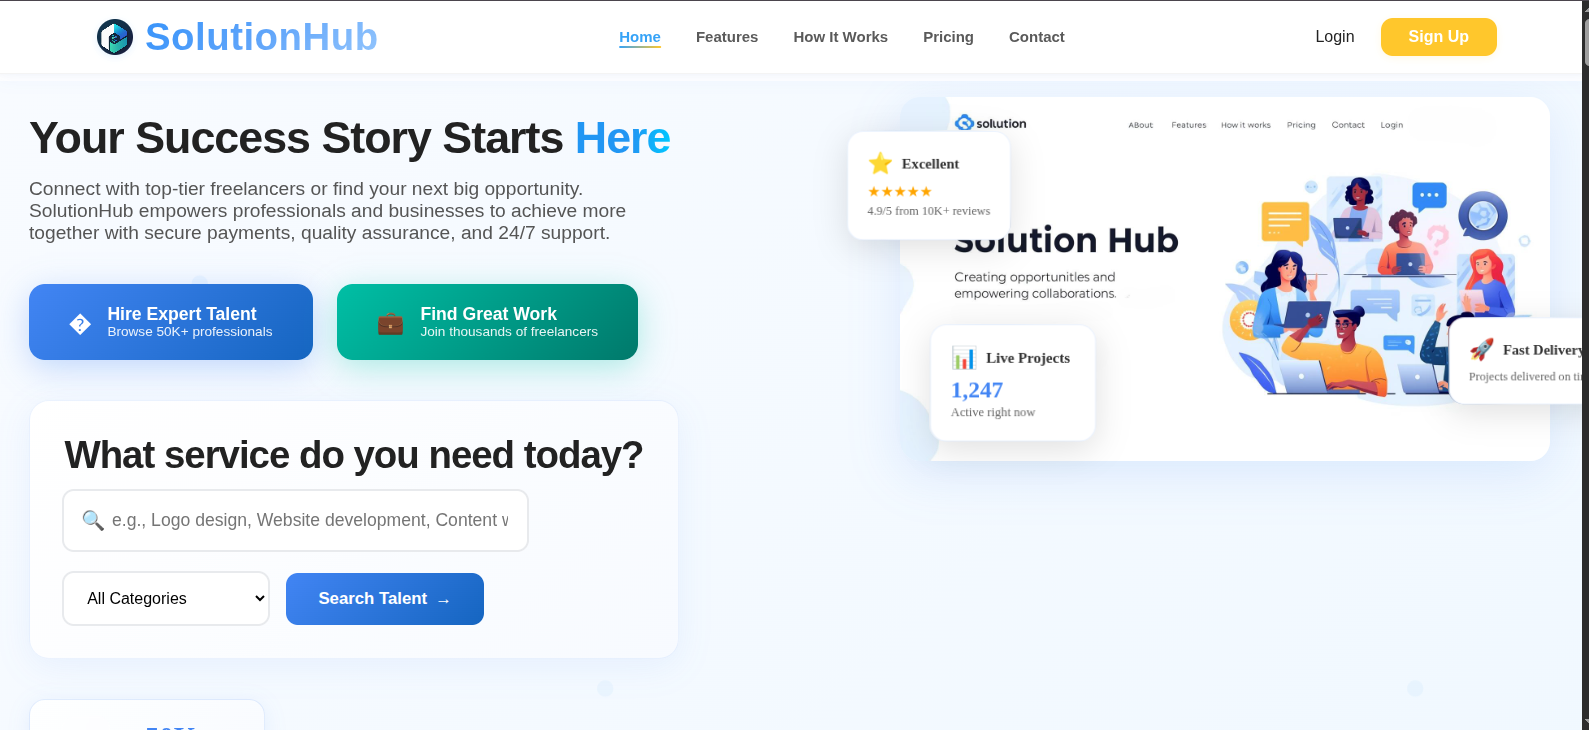 SolutionHub
Home
Features
How It Works
Pricing
Contact
Login
Sign Up
Your Success Story Starts Here
Connect with top-tier freelancers or find your next big opportunity.
SolutionHub empowers professionals and businesses to achieve more
together with secure payments, quality assurance, and 24/7 support.
Hire Expert Talent
Browse 50K+ professionals
💼 Find Great Work
Join thousands of freelancers
What service do you need today?
🔍 e.g., Logo design, Website development, Content
All Categories
Search Talent →
solution
ABout
Features
How it works
Pricing
Contact
Login
⭐ Excellent
★★★★★
4.9/5 from 10K+ reviews
Solution Hub
Creating opportunities and
empowering collaborations.
📊 Live Projects
1,247
Active right now
🚀 Fast Delivery
Projects delivered on